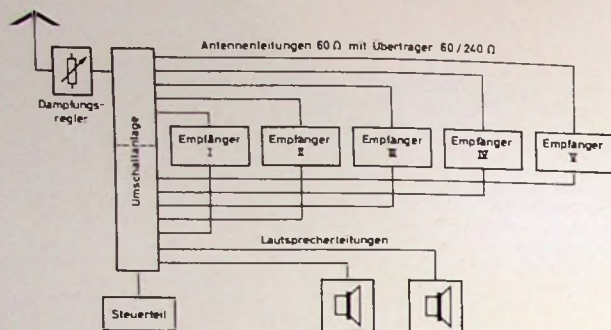 Antennenleitungen 60 Ω mit Übertrager 60/240 Ω
Dämpfungs-
regler
Umschaltanlage
Empfänger
I
Empfänger
II
Empfänger
III
Empfänger
IV
Empfänger
V
Lautsprecherleitungen
Steuerteil